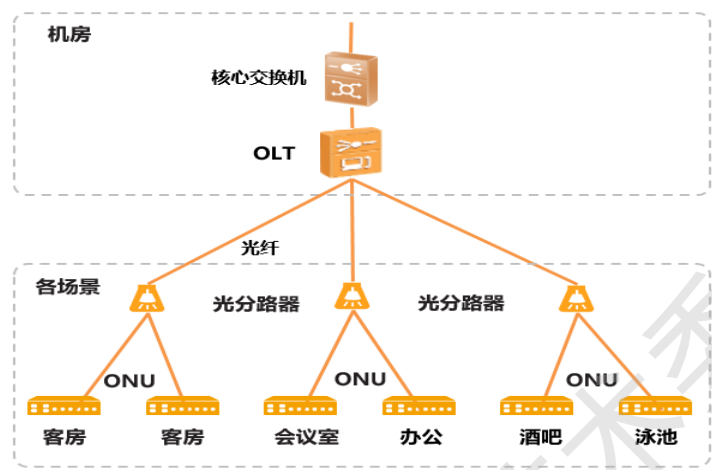 机房
核心交换机
OLT
光纤
各场景
光分路器
光分路器
ONU
ONU
ONU
客房
客房
会议室
办公
酒吧
泳池